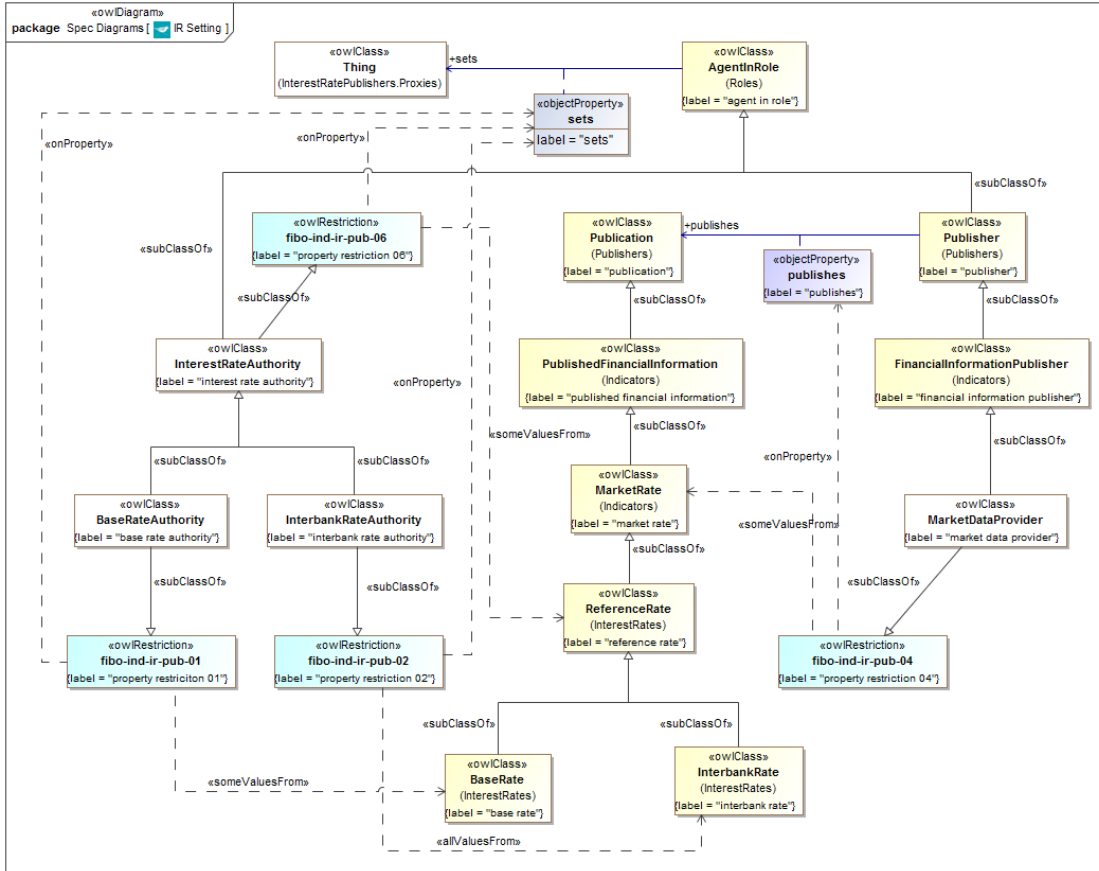 «owlDiagram»
package Spec Diagrams [ IR Setting ]
«owlClass»
Thing
(InterestRatePublishers.Proxies)
+sets
«owlClass»
AgentInRole
(Roles)
{label = "agent in role"}
«objectProperty»
sets
label = "sets"
«onProperty»
«onProperty»
«subClassOf»
«owlRestriction»
fibo-ind-ir-pub-06
{label = "property restriction 06"}
«subClassOf»
«subClassOf»
«owlClass»
Publication
(Publishers)
{label = "publication"}
+publishes
«objectProperty»
publishes
{label = "publishes"}
«owlClass»
Publisher
(Publishers)
{label = "publisher"}
«subClassOf»
«subClassOf»
«owlClass»
InterestRateAuthority
{label = "interest rate authority"}
«onProperty»
«owlClass»
PublishedFinancialInformation
(Indicators)
{label = "published financial information"}
«owlClass»
FinancialInformationPublisher
(Indicators)
{label = "financial information publisher"}
«someValuesFrom»
«subClassOf»
«subClassOf»
«subClassOf»
«subClassOf»
«onProperty»
«owlClass»
BaseRateAuthority
{label = "base rate authority"}
«owlClass»
InterbankRateAuthority
{label = "interbank rate authority"}
«owlClass»
MarketRate
(Indicators)
{label = "market rate"}
«someValuesFrom»
«owlClass»
MarketDataProvider
{label = "market data provider"}
«subClassOf»
«subClassOf»
«subClassOf»
«subClassOf»
«owlClass»
ReferenceRate
(InterestRates)
{label = "reference rate"}
«owlRestriction»
fibo-ind-ir-pub-01
{label = "property restriciton 01"}
«owlRestriction»
fibo-ind-ir-pub-02
{label = "property restriction 02"}
«owlRestriction»
fibo-ind-ir-pub-04
{label = "property restriction 04"}
«subClassOf»
«subClassOf»
«someValuesFrom»
«owlClass»
BaseRate
(InterestRates)
{label = "base rate"}
«owlClass»
InterbankRate
(InterestRates)
{label = "interbank rate"}
«allValuesFrom»